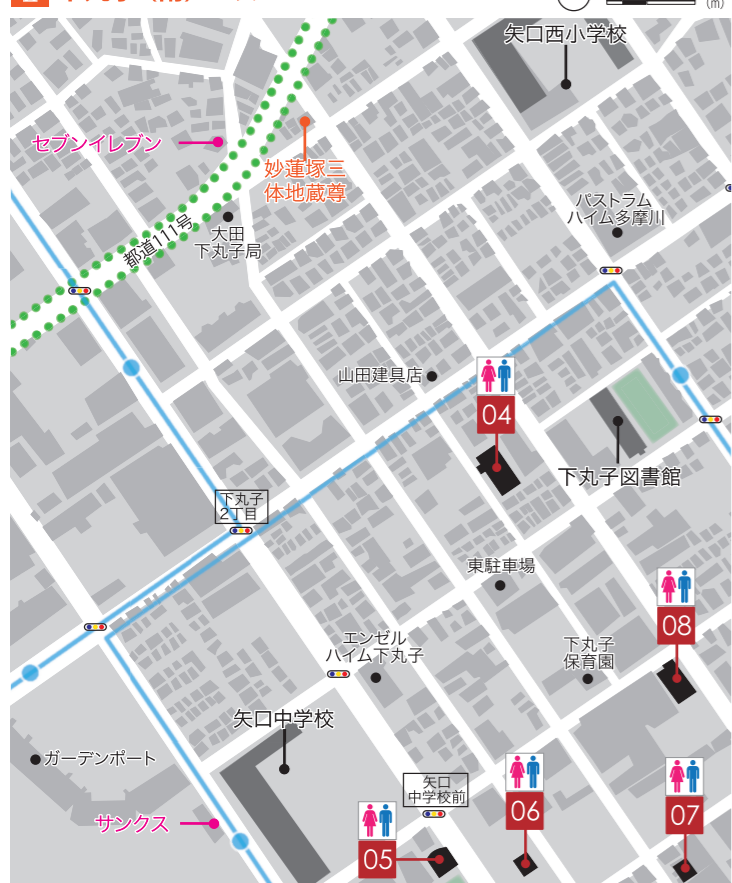 (m)
矢口西小学校
セブンイレブン
妙蓮塚三
体地蔵尊
パストラム
ハイム多摩川
大田
下丸子局
都道111号
山田建具店
04
下丸子図書館
下丸子
2丁目
東駐車場
08
エンゼル
ハイム下丸子
下丸子
保育園
矢口中学校
ガーデンポート
矢口
中学校前
サンクス
06
07
05